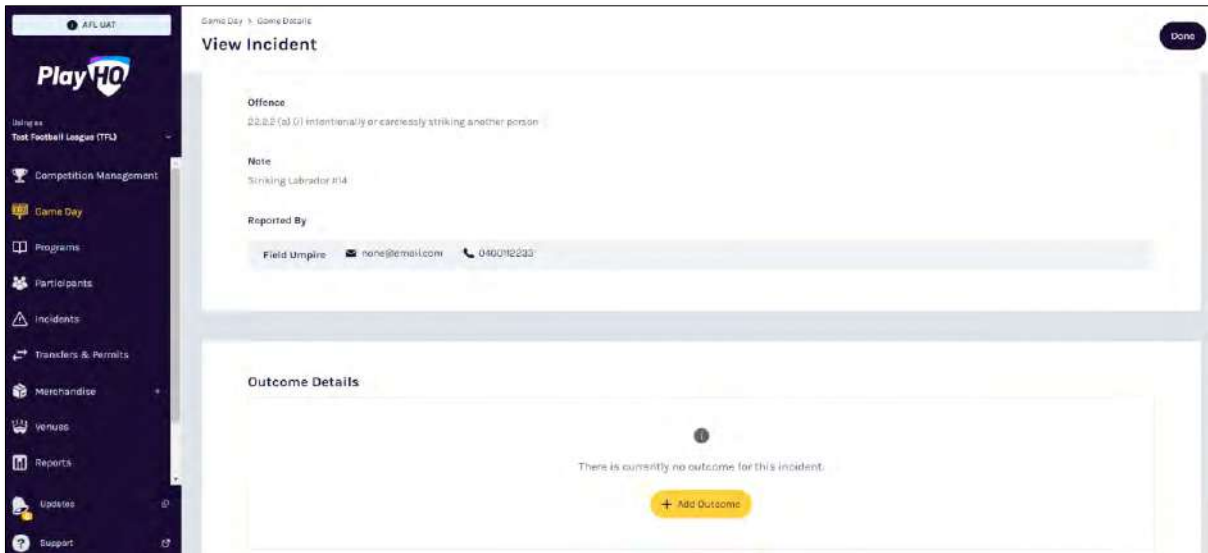 AFL UAT
PlayHQ
Using as
Test Football League (TFL)
Competition Management
Game Day
Programs
Participants
Incidents
Transfers & Permits
Merchandise
Venues
Reports
Updates
Support
Game Day > Game Details
View Incident
Done
Offence
22.2.2 (a) (i) intentionally or carelessly striking another person
Note
Striking Labrador #14
Reported By
Field Umpire none@email.com 0400112233
Outcome Details
There is currently no outcome for this incident.
+ Add Outcome